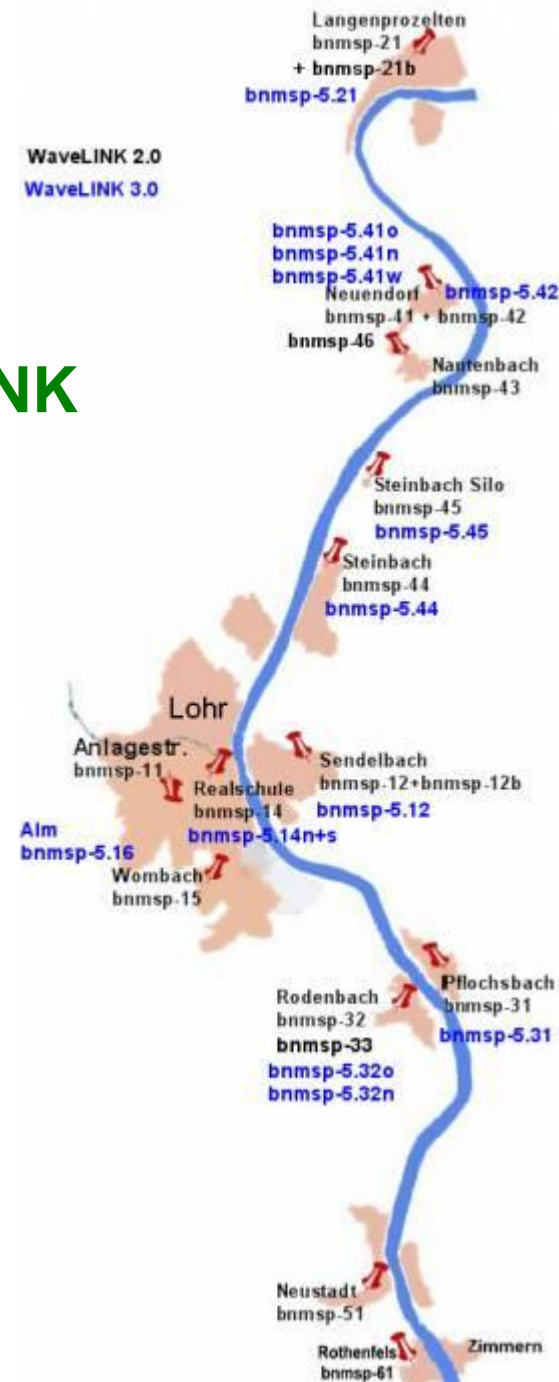 Langenprozelten
bnmsp-21
+ bnmsp-21b
bnmsp-5.21
WaveLINK 2.0
WaveLINK 3.0
bnmsp-5.41o
bnmsp-5.41n
bnmsp-5.41w
Neuendorf
bnmsp-5.42
bnmsp-41 + bnmsp-42
bnmsp-46
NK
Nantenbach
bnmsp-43
Steinbach Silo
bnmsp-45
bnmsp-5.45
Steinbach
bnmsp-44
bnmsp-5.44
Lohr
Anlagestr.
bnmsp-11
Realschule
bnmsp-14
bnmsp-5.14n+s
Sendelbach
bnmsp-12+bnmsp-12b
bnmsp-5.12
Alm
bnmsp-5.16
Wombach
bnmsp-15
Pflochsbach
bnmsp-31
bnmsp-5.31
Rodenbach
bnmsp-32
bnmsp-33
bnmsp-5.32o
bnmsp-5.32n
Neustadt
bnmsp-51
Rothenfels
bnmsp-61
Zimmern